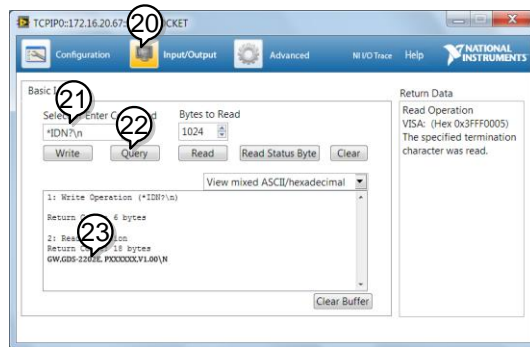 TCPIP0::172.16.20.67: CKET
20
Configuration Input/Output Advanced NI I/O Trace Help NATIONAL INSTRUMENTS
Basic I
21
Enter C d Bytes to Read
22
*IDN?\n 1024
Write Query Read Read Status Byte Clear
View mixed ASCII/hexadecimal
1: Write Operation (*IDN?\n)
Return 6 bytes
23
2: Rea ion
Return C 18 bytes
GW,GDS-2202E, PXXXXXX,V1.00\N
Clear Buffer
Return Data
Read Operation
VISA: (Hex 0x3FFF0005)
The specified termination
character was read.